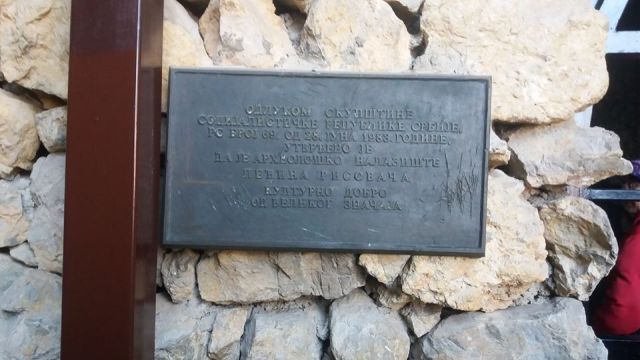 ОДЛУКОМ СКУПШТИНЕ
СОЦИЈАЛИСТИЧКЕ РЕПУБЛИКЕ СРБИЈЕ,
РС БРОЈ 69. ОД 26. ЈУНА 1983. ГОДИНЕ,
УТВРЂЕНО ЈЕ
ДА ЈЕ АРХЕОЛОШКО НАЛАЗИШТЕ
ПЕЋИНА РИСОВАЧА
КУЛТУРНО ДОБРО
ОД ВЕЛИКОГ ЗНАЧАЈА